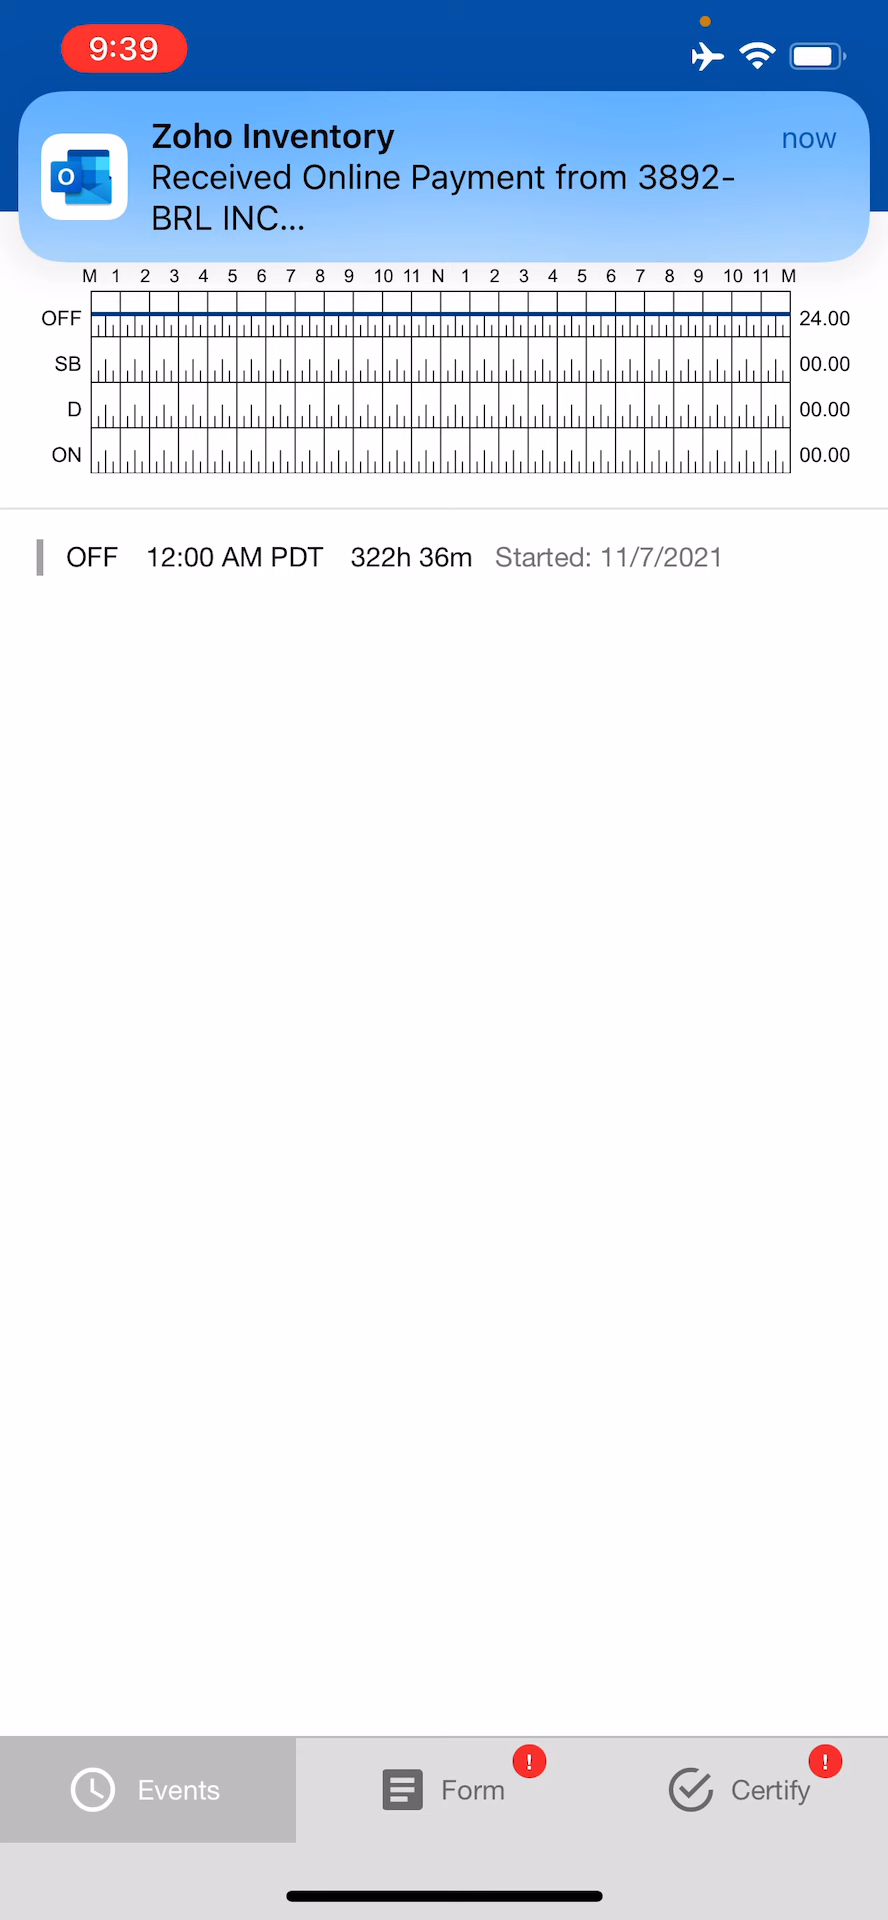 9:39
Zoho Inventory now
Received Online Payment from 3892-
BRL INC...
M 1 2 3 4 5 6 7 8 9 10 11 N 1 2 3 4 5 6 7 8 9 10 11 M
OFF 24.00
SB 00.00
D 00.00
ON 00.00
OFF 12:00 AM PDT 322h 36m Started: 11/7/2021
Events Form ! Certify !